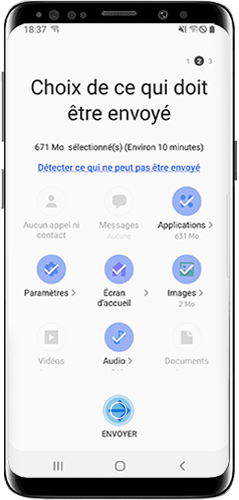 18:37
1 2 3
Choix de ce qui doit
être envoyé
671 Mo sélectionné(s) (Environ 10 minutes)
Détecter ce qui ne peut pas être envoyé
Aucun appel ni
contact
Messages
Aucune
Applications >
631 Mo
Paramètres >
Écran
d'accueil >
Images >
2 Mo
Vidéos
Audio >
Documents
ENVOYER